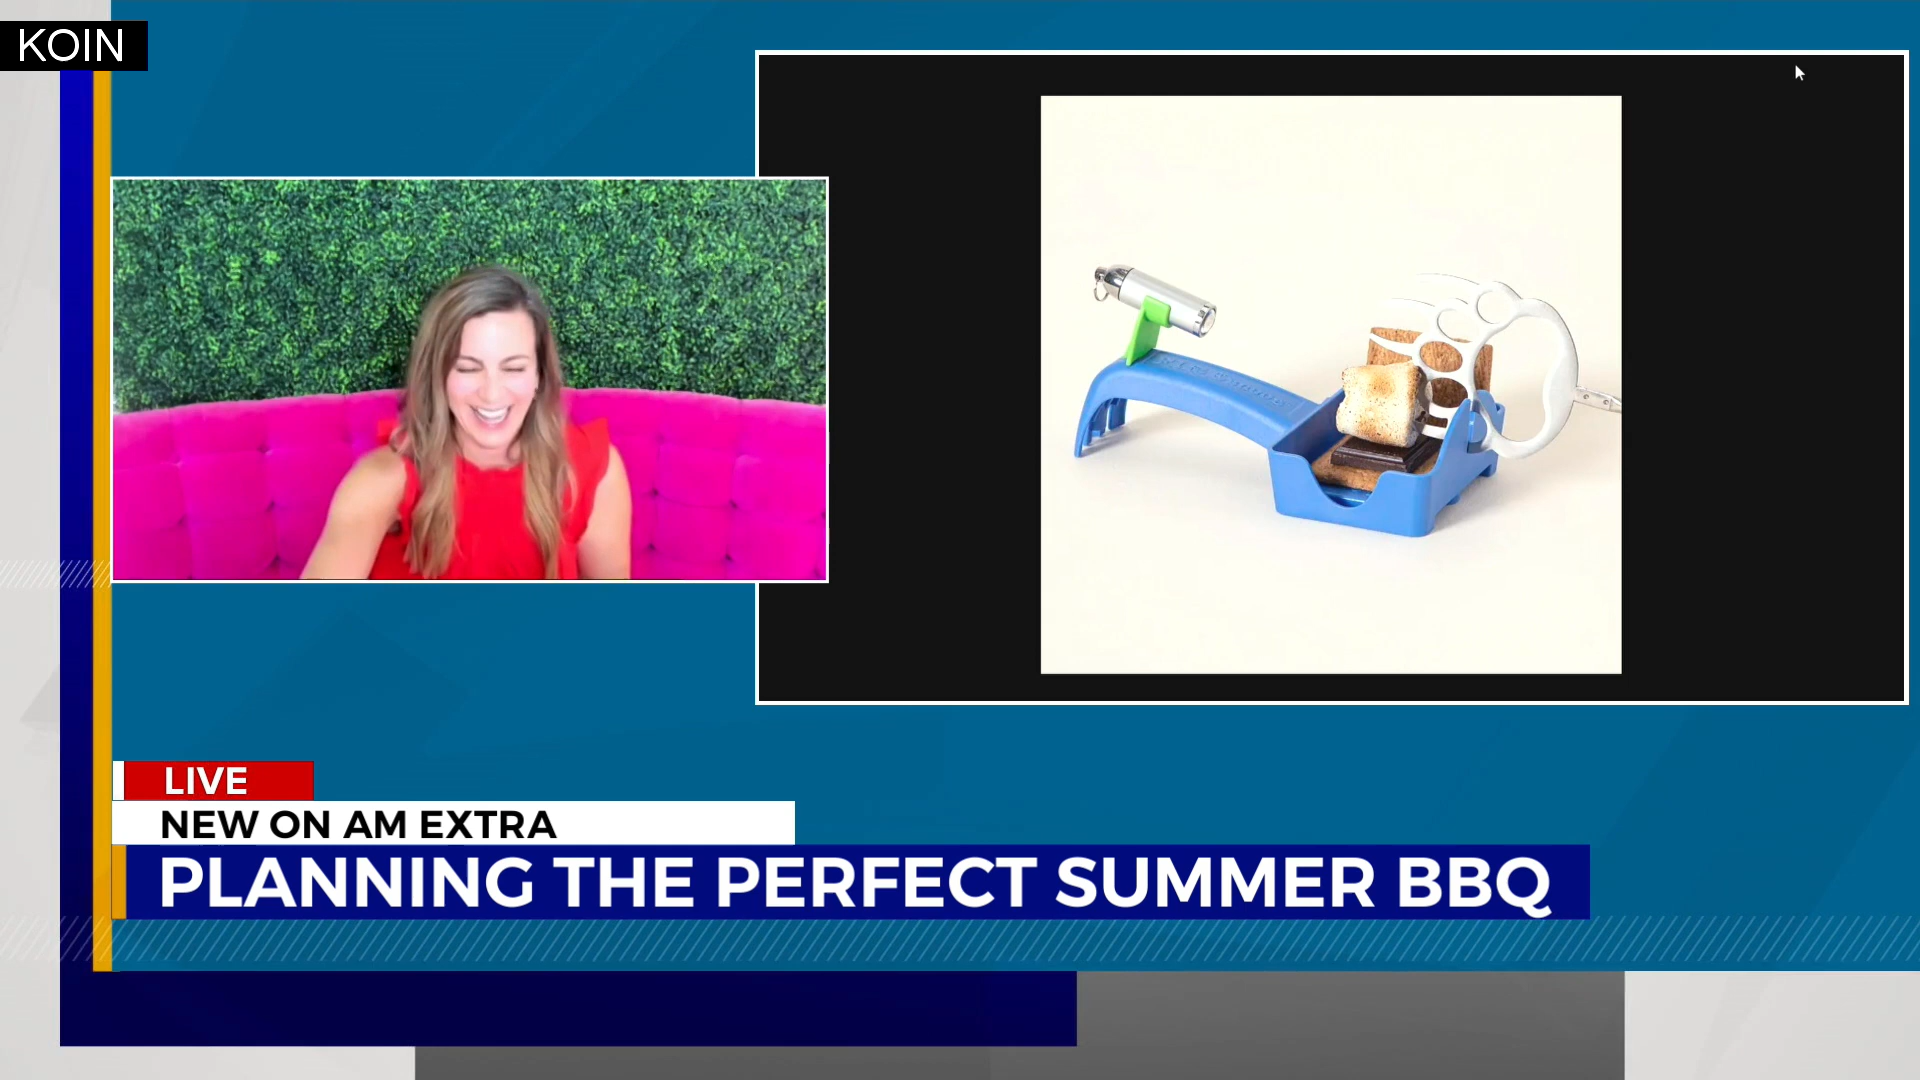 KOIN
LIVE
NEW ON AM EXTRA
PLANNING THE PERFECT SUMMER BBQ